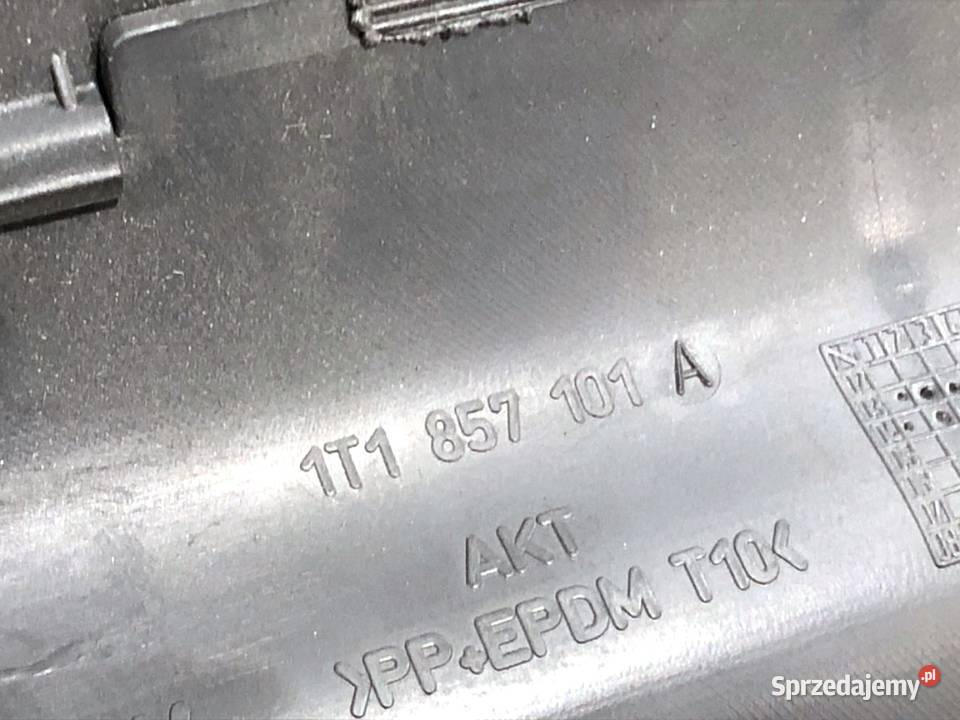 1T1 857 101 A
AKT
>PP+EPDM T10<
Sprzedajemy.pl